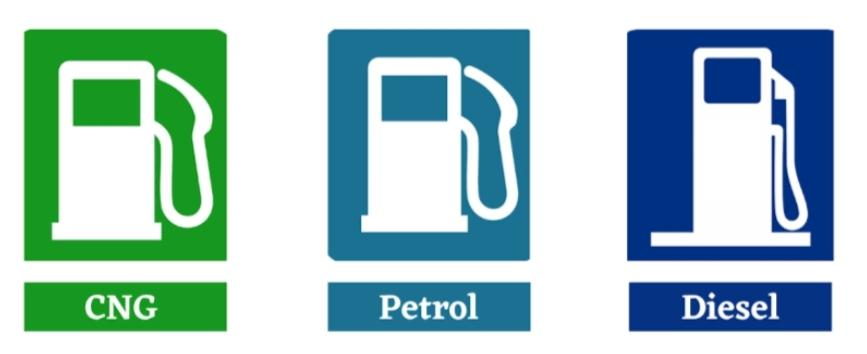 CNG
Petrol
Diesel